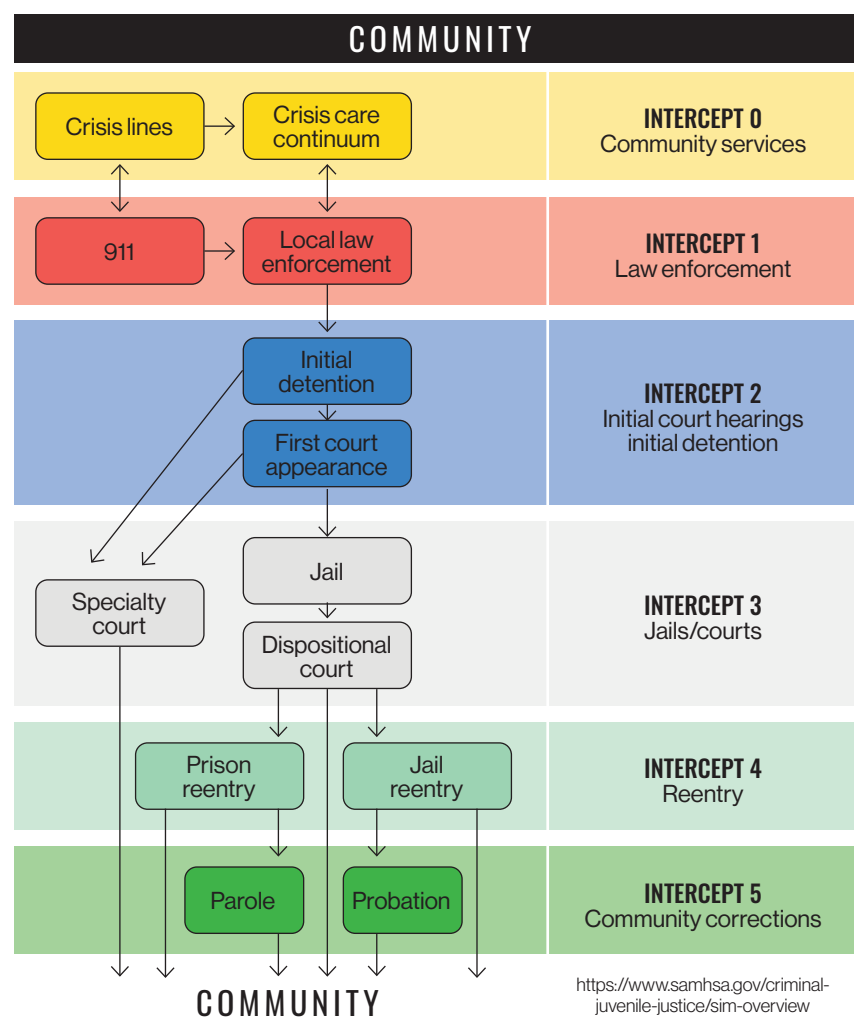 COMMUNITY
Crisis lines
Crisis care
continuum
INTERCEPT 0
Community services
911
Local law
enforcement
INTERCEPT 1
Law enforcement
Initial
detention
First court
appearance
INTERCEPT 2
Initial court hearings
initial detention
Specialty
court
Jail
Dispositional
court
INTERCEPT 3
Jails/courts
Prison
reentry
Jail
reentry
INTERCEPT 4
Reentry
Parole
Probation
INTERCEPT 5
Community corrections
COMMUNITY
https://www.samhsa.gov/criminal-
juvenile-justice/sim-overview